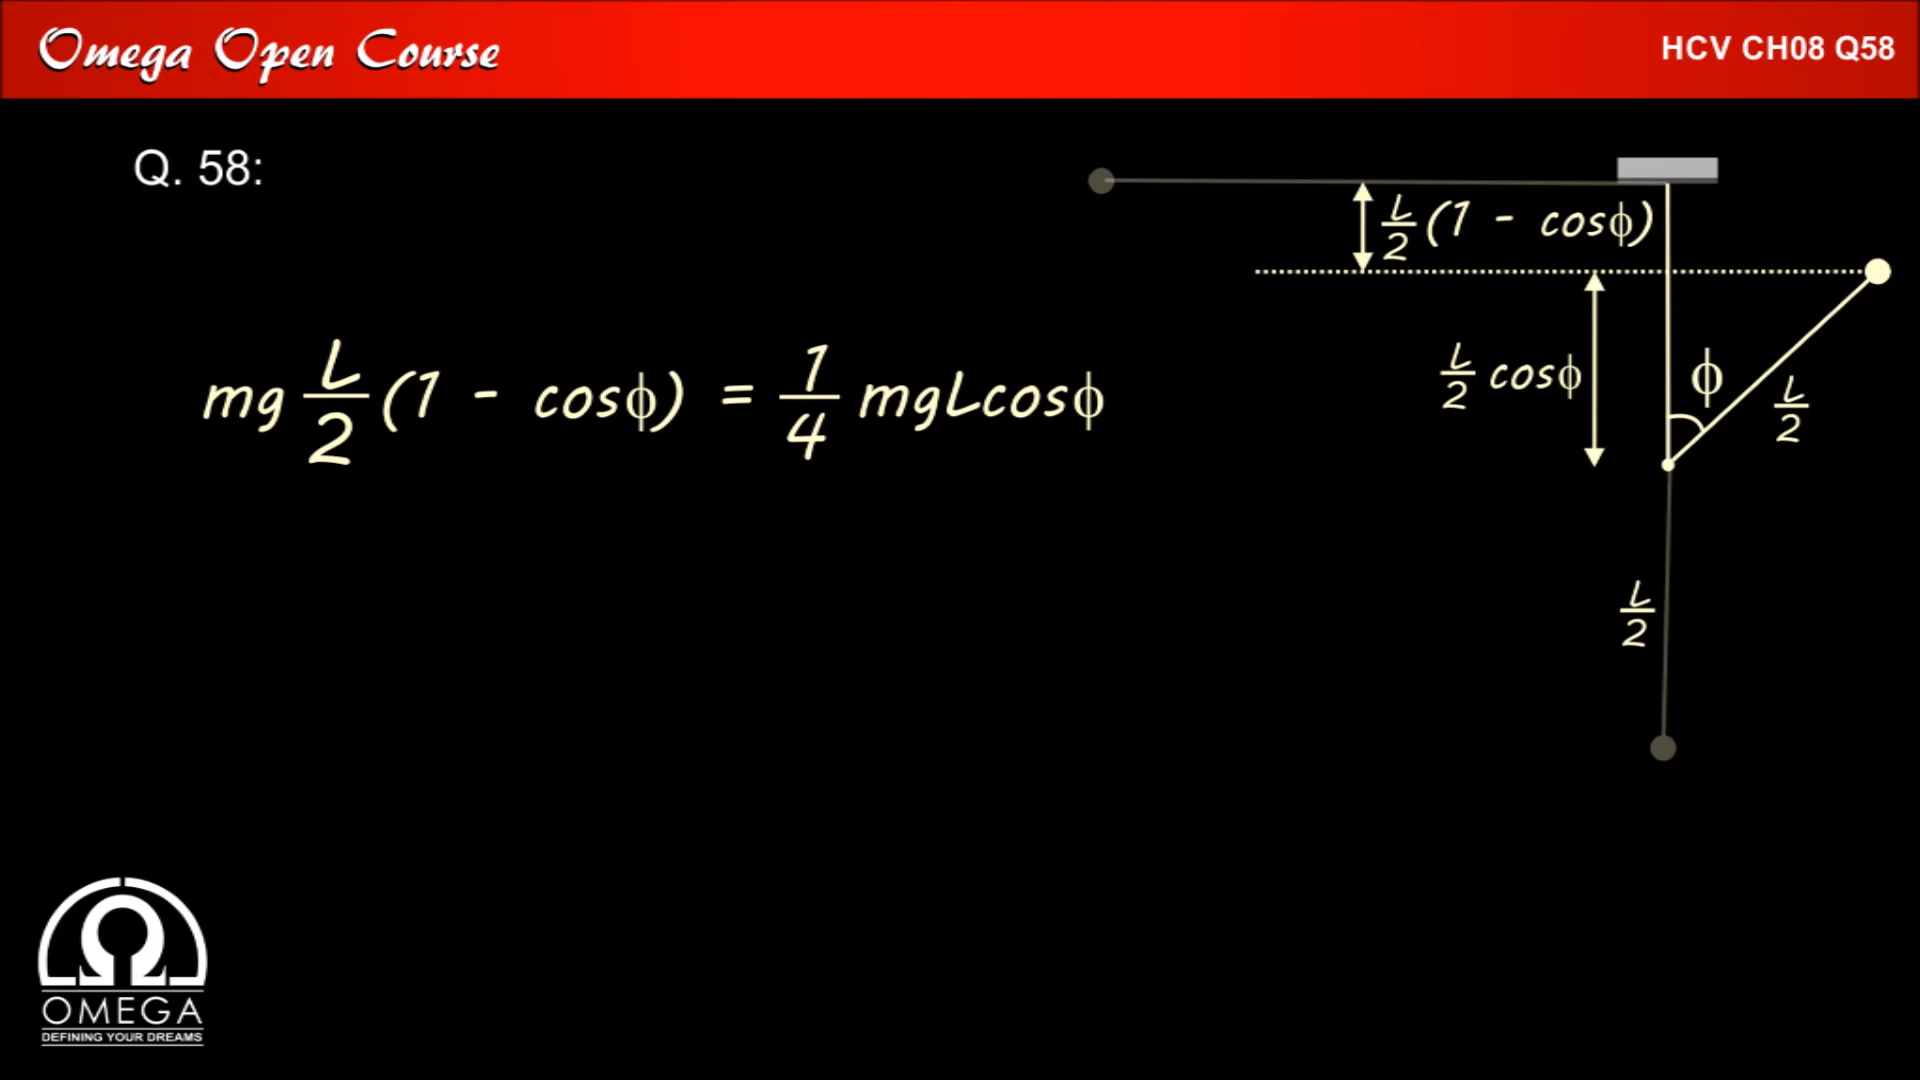 Omega Open Course
HCV CH08 Q58
Q. 58:
L/2 (1 - cosϕ)
mg L/2 (1 - cosϕ) = 1/4 mgLcosϕ
L/2 cosϕ
ϕ
L/2
L/2
OMEGA
DEFINING YOUR DREAMS